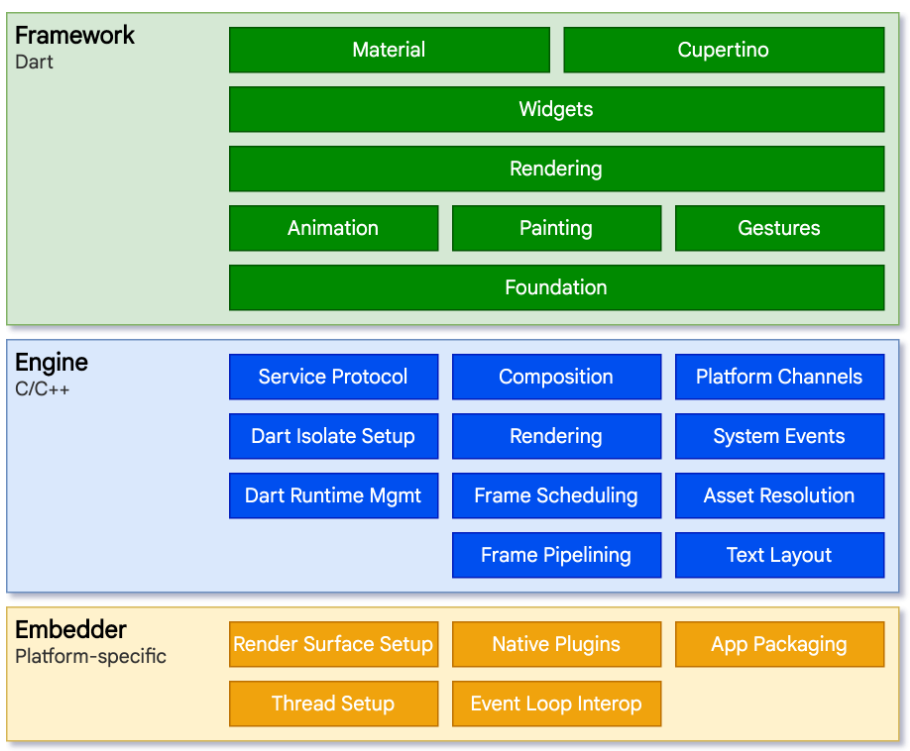 Framework
Dart
Material
Cupertino
Widgets
Rendering
Animation
Painting
Gestures
Foundation
Engine
C/C++
Service Protocol
Composition
Platform Channels
Dart Isolate Setup
Rendering
System Events
Dart Runtime Mgmt
Frame Scheduling
Asset Resolution
Frame Pipelining
Text Layout
Embedder
Platform-specific
Render Surface Setup
Native Plugins
App Packaging
Thread Setup
Event Loop Interop